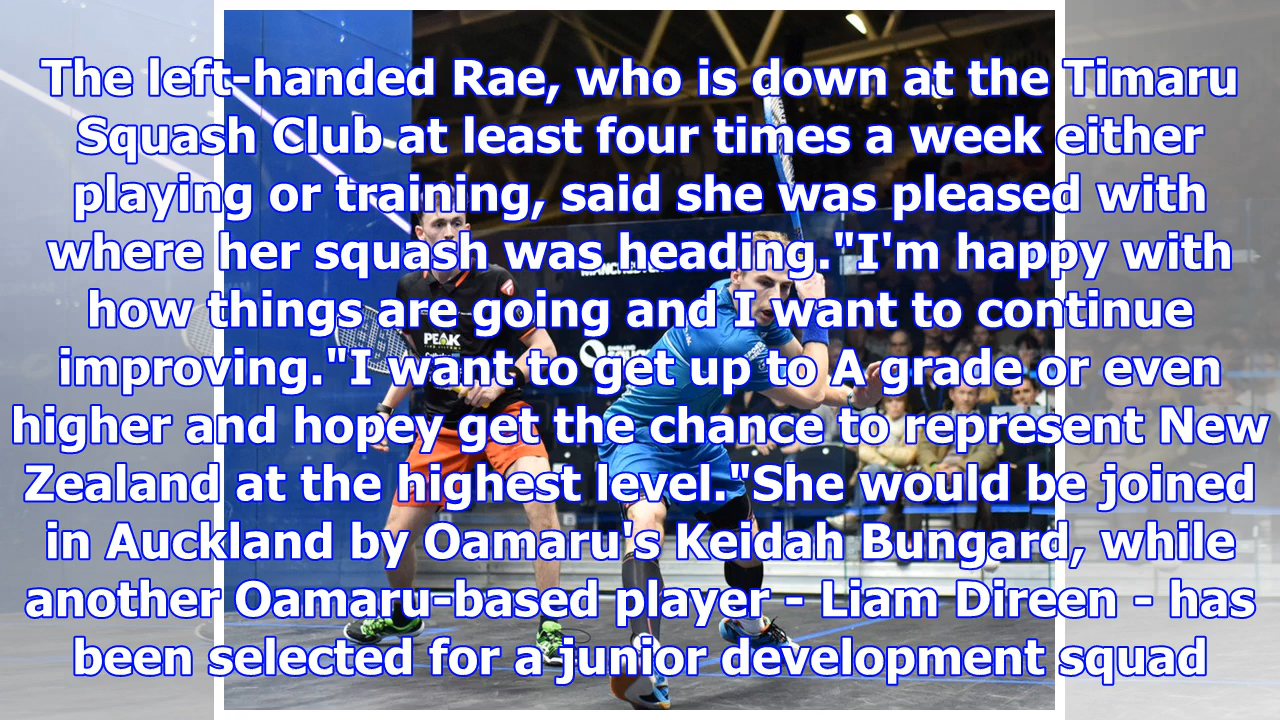 The left-handed Rae, who is down at the Timaru
Squash Club at least four times a week either
playing or training, said she was pleased with
where her squash was heading."I'm happy with
how things are going and I want to continue
improving."I want to get up to A grade or even
higher and hopey get the chance to represent New
Zealand at the highest level."She would be joined
in Auckland by Oamaru's Keidah Bungard, while
another Oamaru-based player - Liam Direen - has
been selected for a junior development squad
PEAK